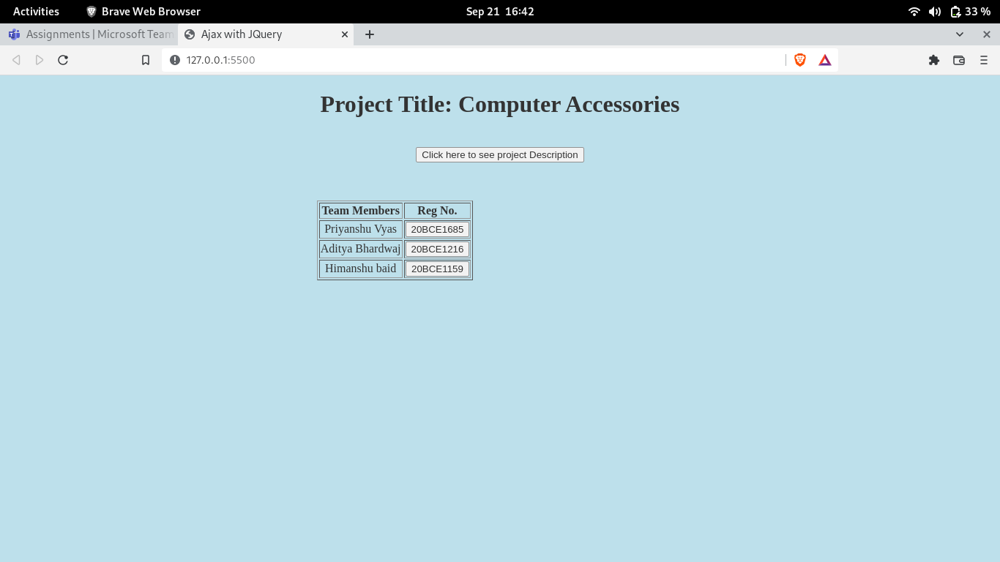 Activities Brave Web Browser Sep 21 16:42 33 %
Assignments | Microsoft Team Ajax with JQuery
127.0.0.1:5500
Project Title: Computer Accessories
Click here to see project Description
Team Members Reg No.
Priyanshu Vyas 20BCE1685
Aditya Bhardwaj 20BCE1216
Himanshu baid 20BCE1159